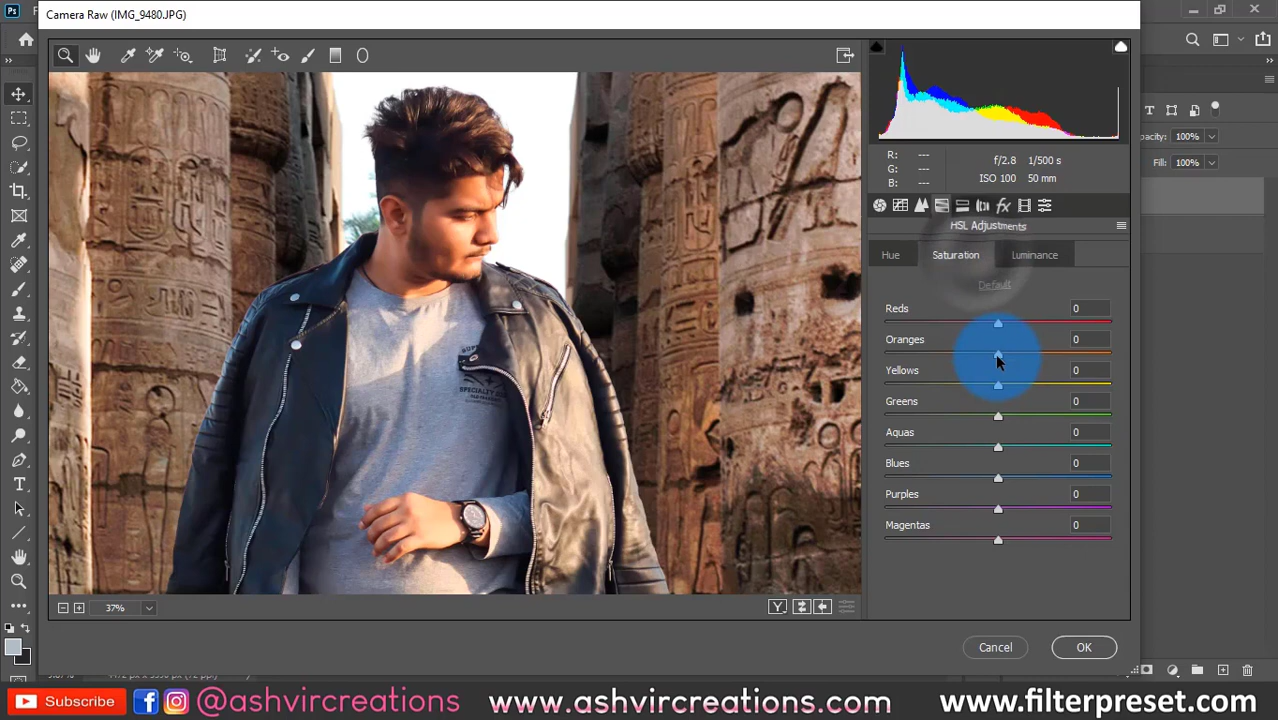 Ps
Camera Raw (IMG_9480.JPG)
R: ---
G: ---
B: ---
f/2.8 1/500 s
ISO 100 50 mm
HSL Adjustments
Hue Saturation Luminance
Default
Reds 0
Oranges 0
Yellows 0
Greens 0
Aquas 0
Blues 0
Purples 0
Magentas 0
37%
Y
Cancel OK
pacity: 100%
Fill: 100%
Subscribe @ashvircreations www.ashvircreations.com www.filterpreset.com